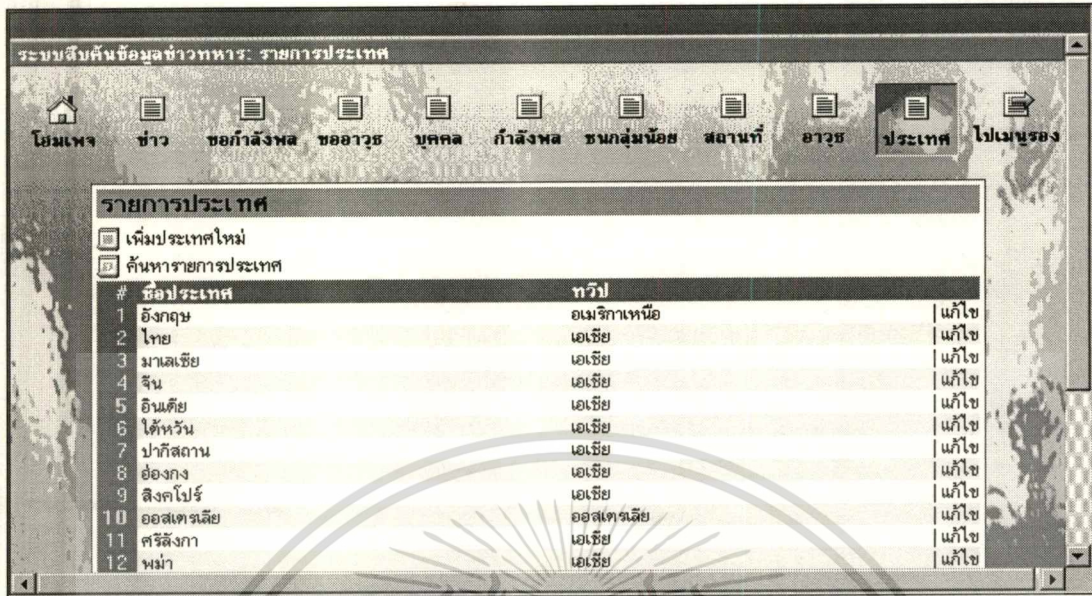 ระบบสืบค้นข้อมูลข่าวทหาร: รายการประเทศ
โฮมเพจ ข่าว ขอกำลังพล ขออาวุธ บุคคล กำลังพล ชนกลุ่มน้อย สถานที่ อาวุธ ประเทศ ไปเมนูรอง
รายการประเทศ
เพิ่มประเทศใหม่
ค้นหารายการประเทศ
# ชื่อประเทศ ทวีป
1 อังกฤษ อเมริกาเหนือ | แก้ไข
2 ไทย เอเชีย | แก้ไข
3 มาเลเซีย เอเชีย | แก้ไข
4 จีน เอเชีย | แก้ไข
5 อินเดีย เอเชีย | แก้ไข
6 ใต้หวัน เอเชีย | แก้ไข
7 ปากีสถาน เอเชีย | แก้ไข
8 ฮ่องกง เอเชีย | แก้ไข
9 สิงคโปร์ เอเชีย | แก้ไข
10 ออสเตรเลีย ออสเตรเลีย | แก้ไข
11 ศรีลังกา เอเชีย | แก้ไข
12 พม่า เอเชีย | แก้ไข